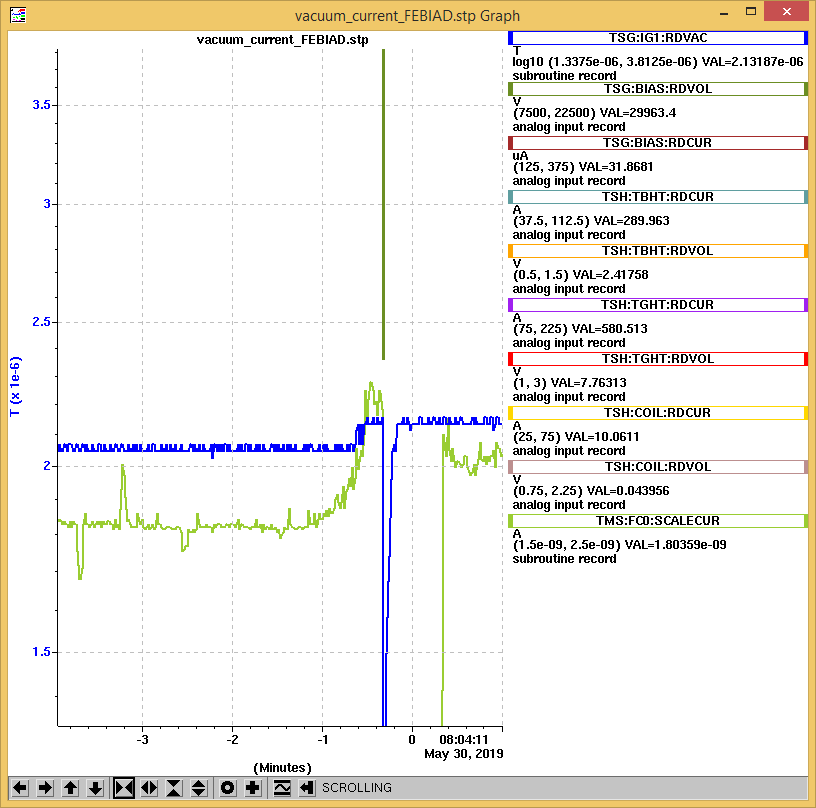 vacuum_current_FEBIAD.stp Graph
vacuum_current_FEBIAD.stp
3.5
3
2.5
2
1.5
T (x 1e-6)
-3
-2
-1
0
08:04:11
May 30, 2019
(Minutes)
TSG:IG1:RDVAC
T
log10 (1.3375e-06, 3.8125e-06) VAL=2.13187e-06
subroutine record
TSG:BIAS:RDVOL
V
(7500, 22500) VAL=29963.4
analog input record
TSG:BIAS:RDCUR
uA
(125, 375) VAL=31.8681
analog input record
TSH:TBHT:RDCUR
A
(37.5, 112.5) VAL=289.963
analog input record
TSH:TBHT:RDVOL
V
(0.5, 1.5) VAL=2.41758
analog input record
TSH:TGHT:RDCUR
A
(75, 225) VAL=580.513
analog input record
TSH:TGHT:RDVOL
V
(1, 3) VAL=7.76313
analog input record
TSH:COIL:RDCUR
A
(25, 75) VAL=10.0611
analog input record
TSH:COIL:RDVOL
V
(0.75, 2.25) VAL=0.043956
analog input record
TMS:FC0:SCALECUR
A
(1.5e-09, 2.5e-09) VAL=1.80359e-09
subroutine record
SCROLLING